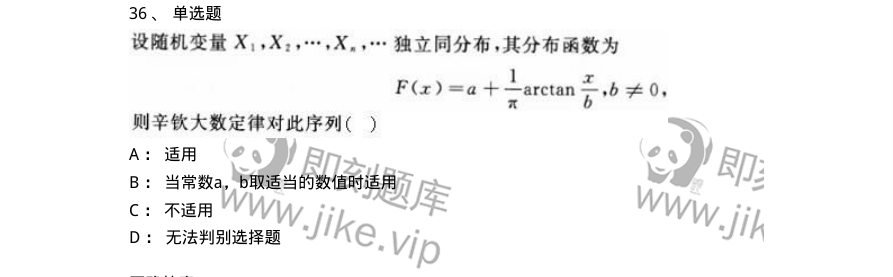 36 、 单选题
设随机变量 X₁,X₂,⋯,Xₙ,⋯ 独立同分布,其分布函数为
F(x)=a+\frac{1}{π}arctan\frac{x}{b},b≠0,
则辛钦大数定律对此序列( )
A： 适用
B： 当常数a，b取适当的数值时适用
C： 不适用
D： 无法判别选择题
即刻题库
www.jike.vip
即
www.jik